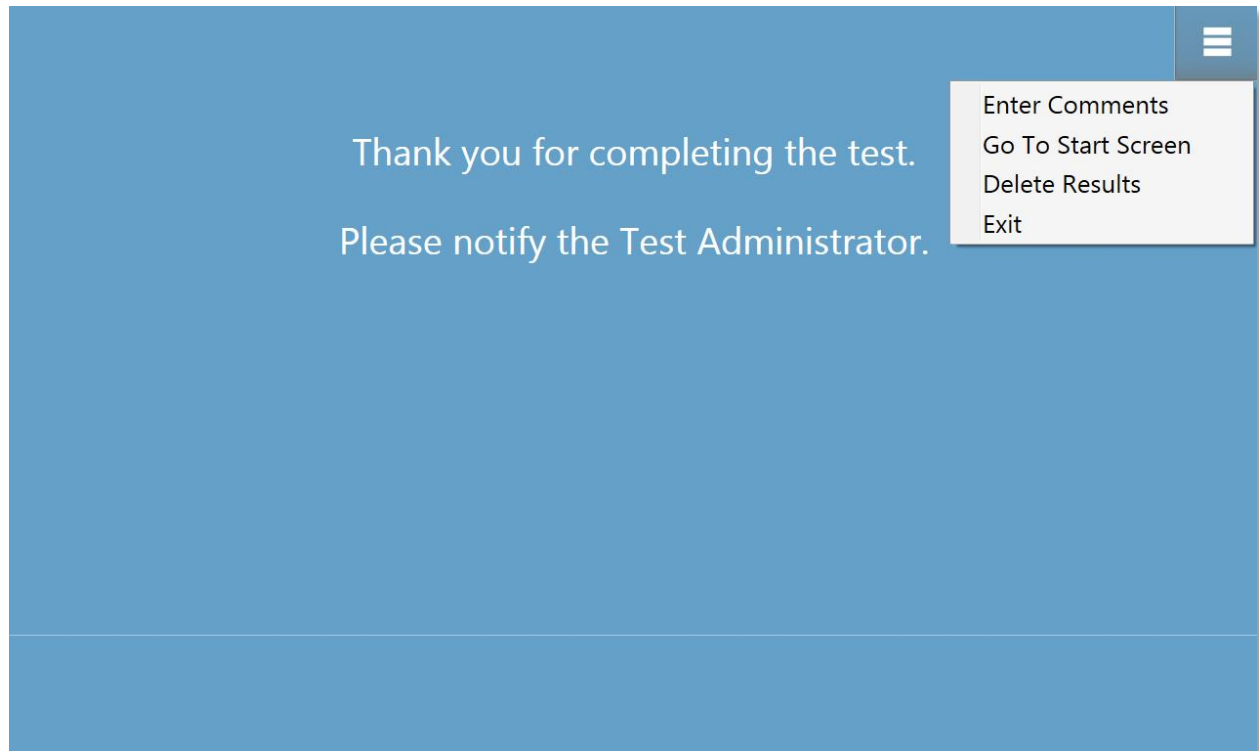 Thank you for completing the test.
Please notify the Test Administrator.
Enter Comments
Go To Start Screen
Delete Results
Exit